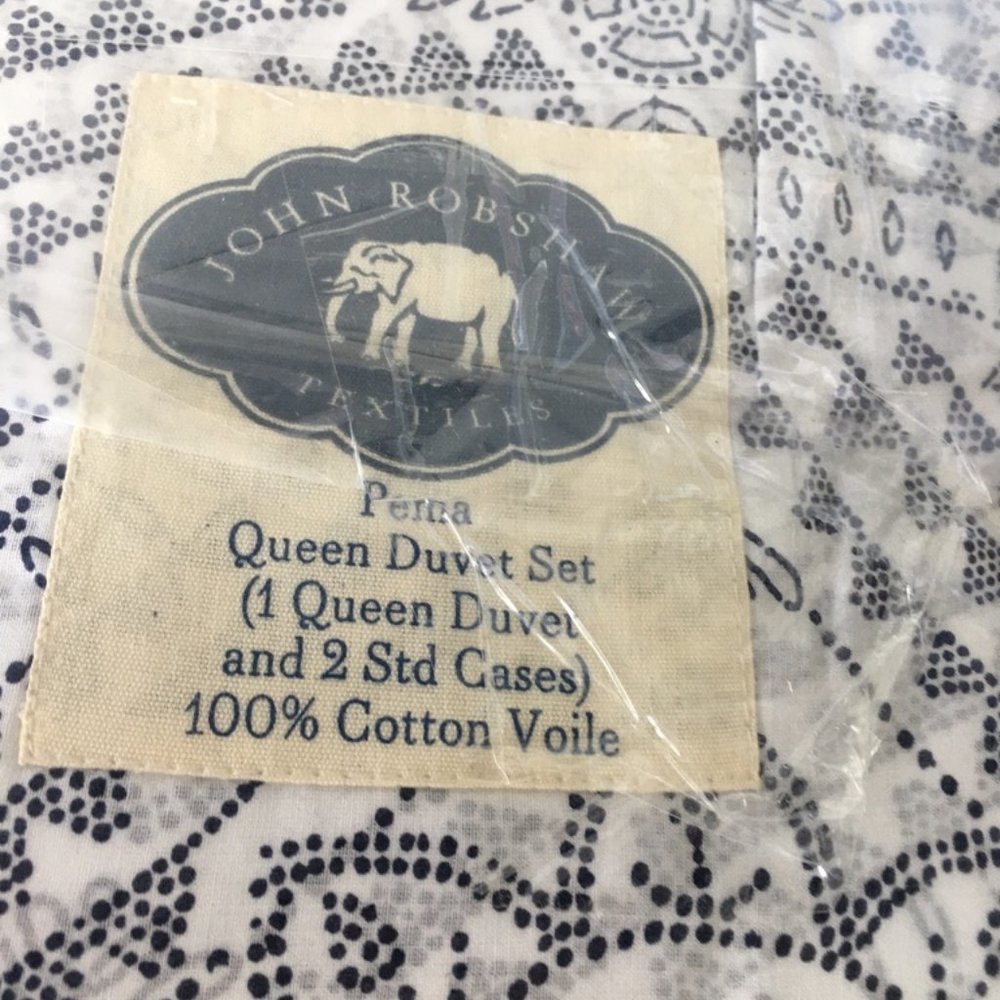 JOHN ROBSHAW
TEXTILES
Pema
Queen Duvet Set
(1 Queen Duvet
and 2 Std Cases)
100% Cotton Voile